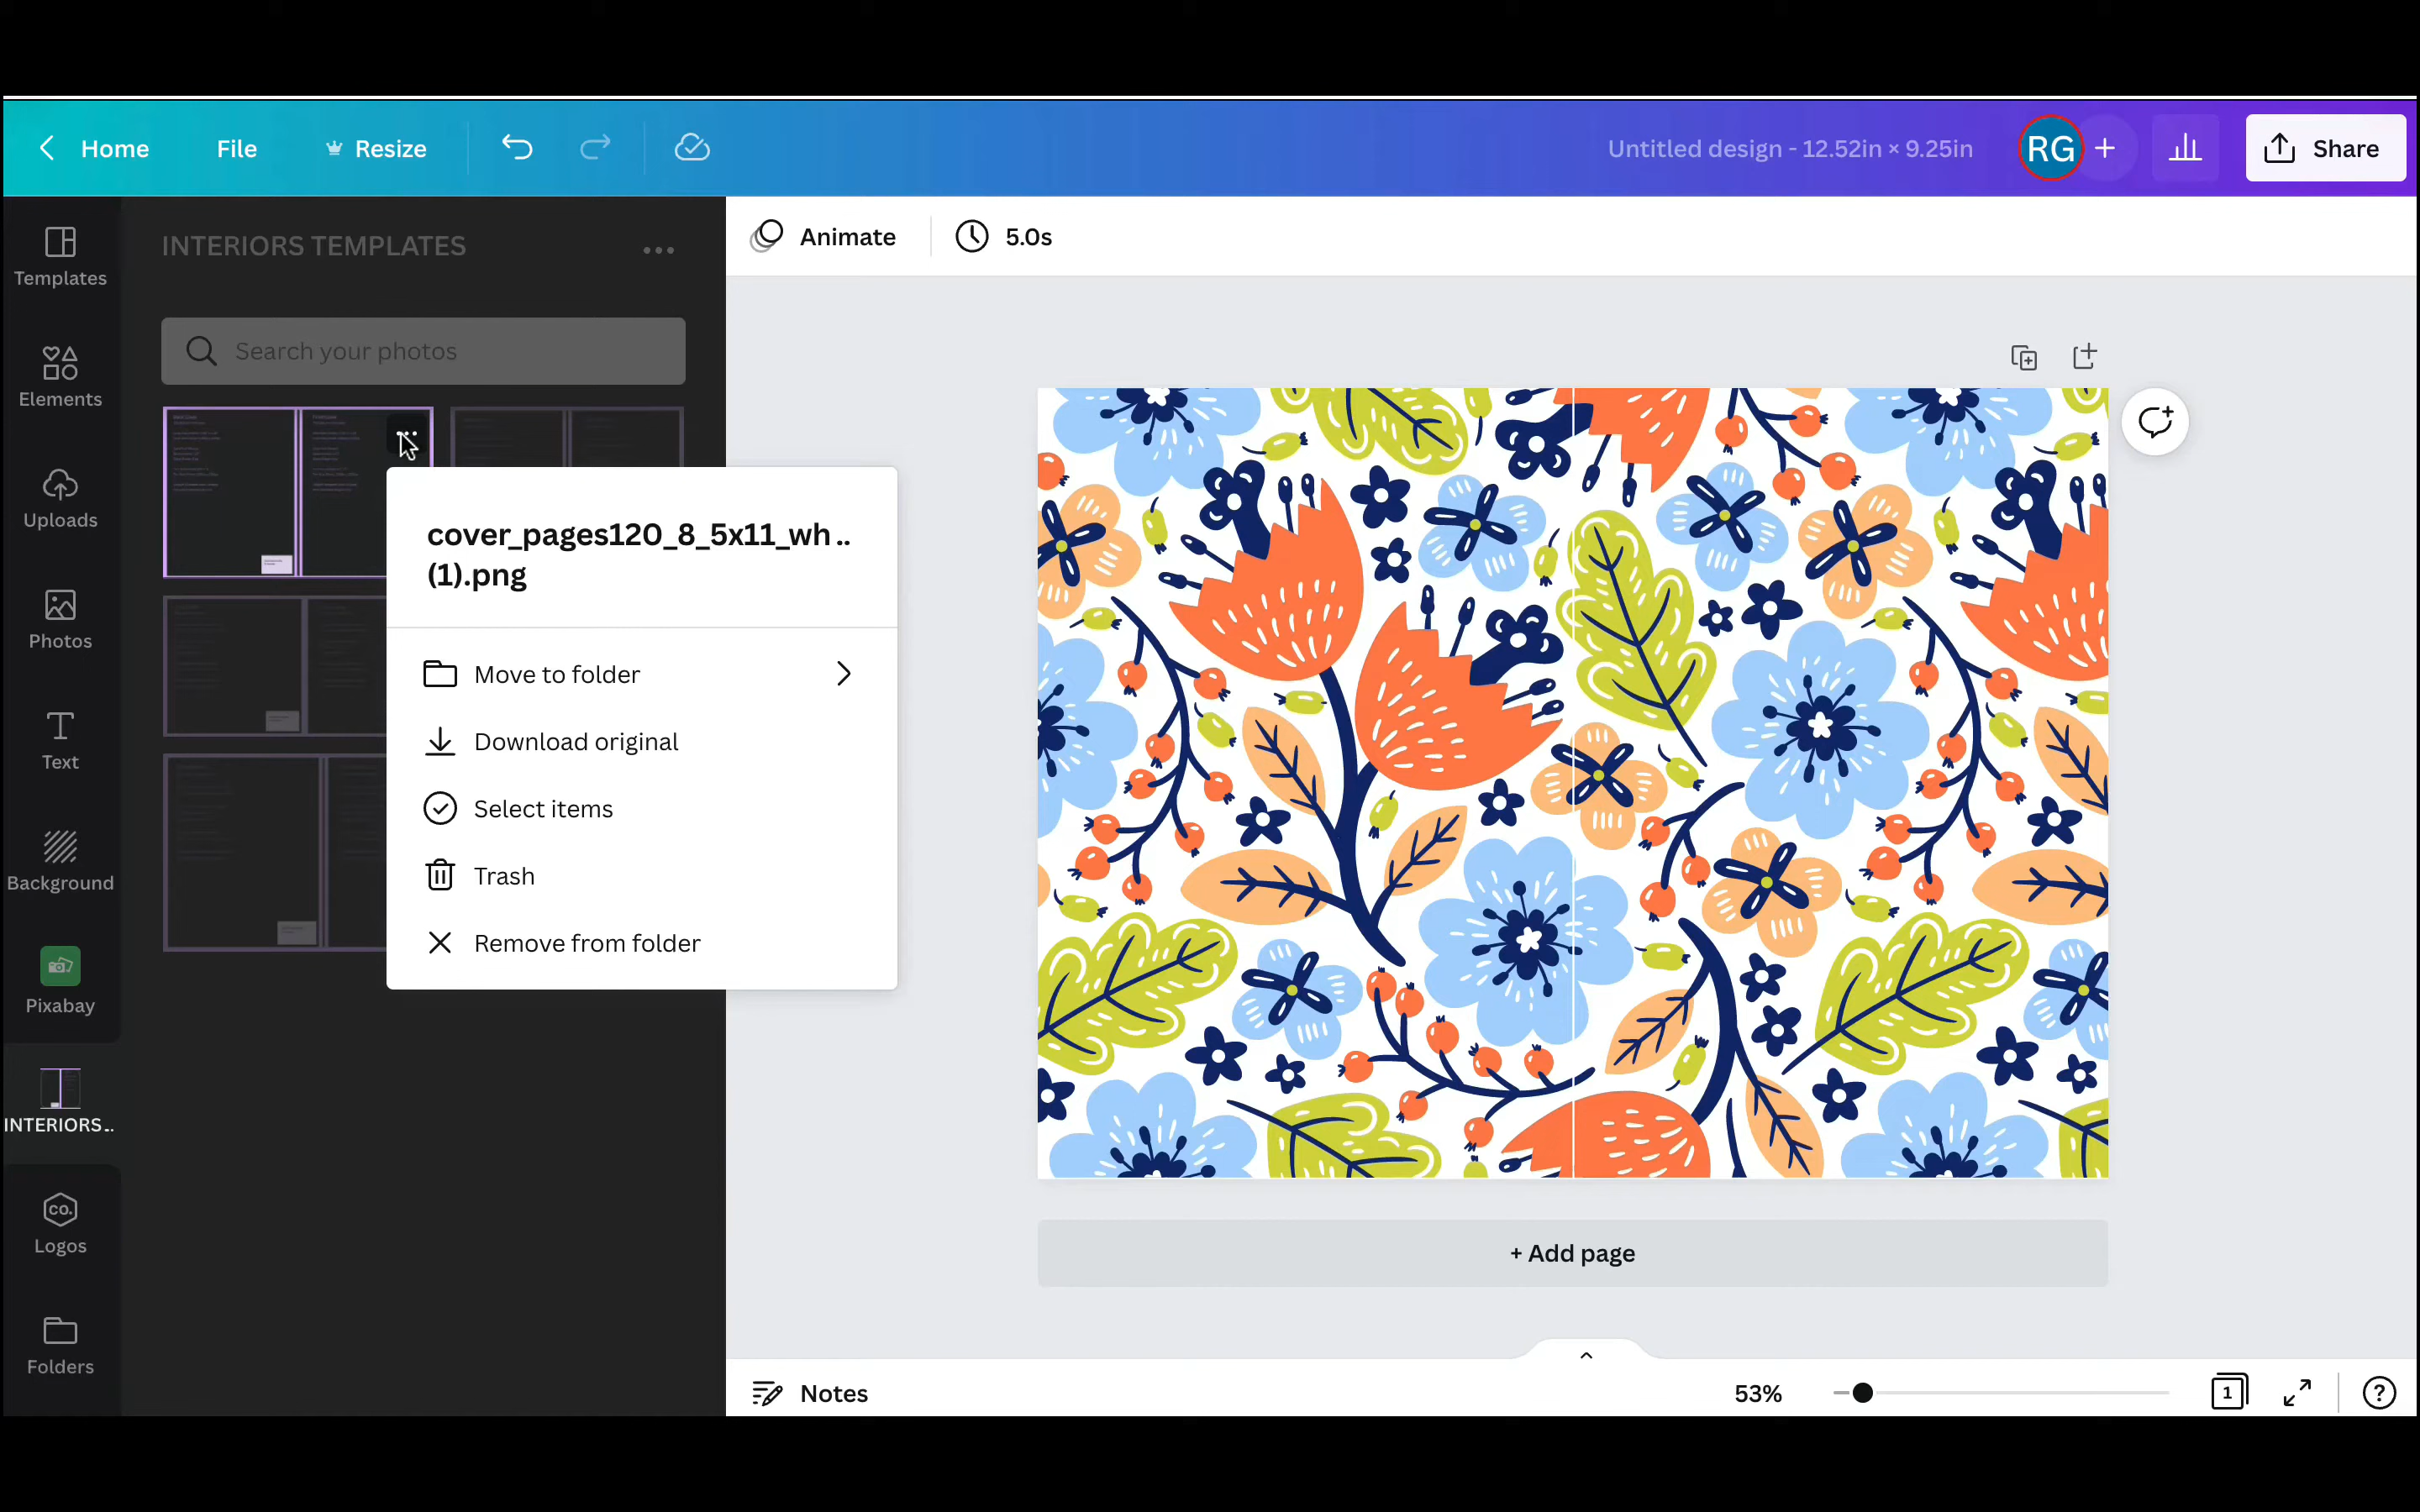 Home
File
Resize
Untitled design - 12.52in × 9.25in
RG
+
Share
Templates
Elements
Uploads
Photos
Text
Background
Pixabay
INTERIORS..
CO.
Logos
Folders
INTERIORS TEMPLATES
Search your photos
cover_pages120_8_5x11_wh..
(1).png
Move to folder
Download original
Select items
Trash
Remove from folder
Animate
5.0s
+ Add page
Notes
53%
1
?